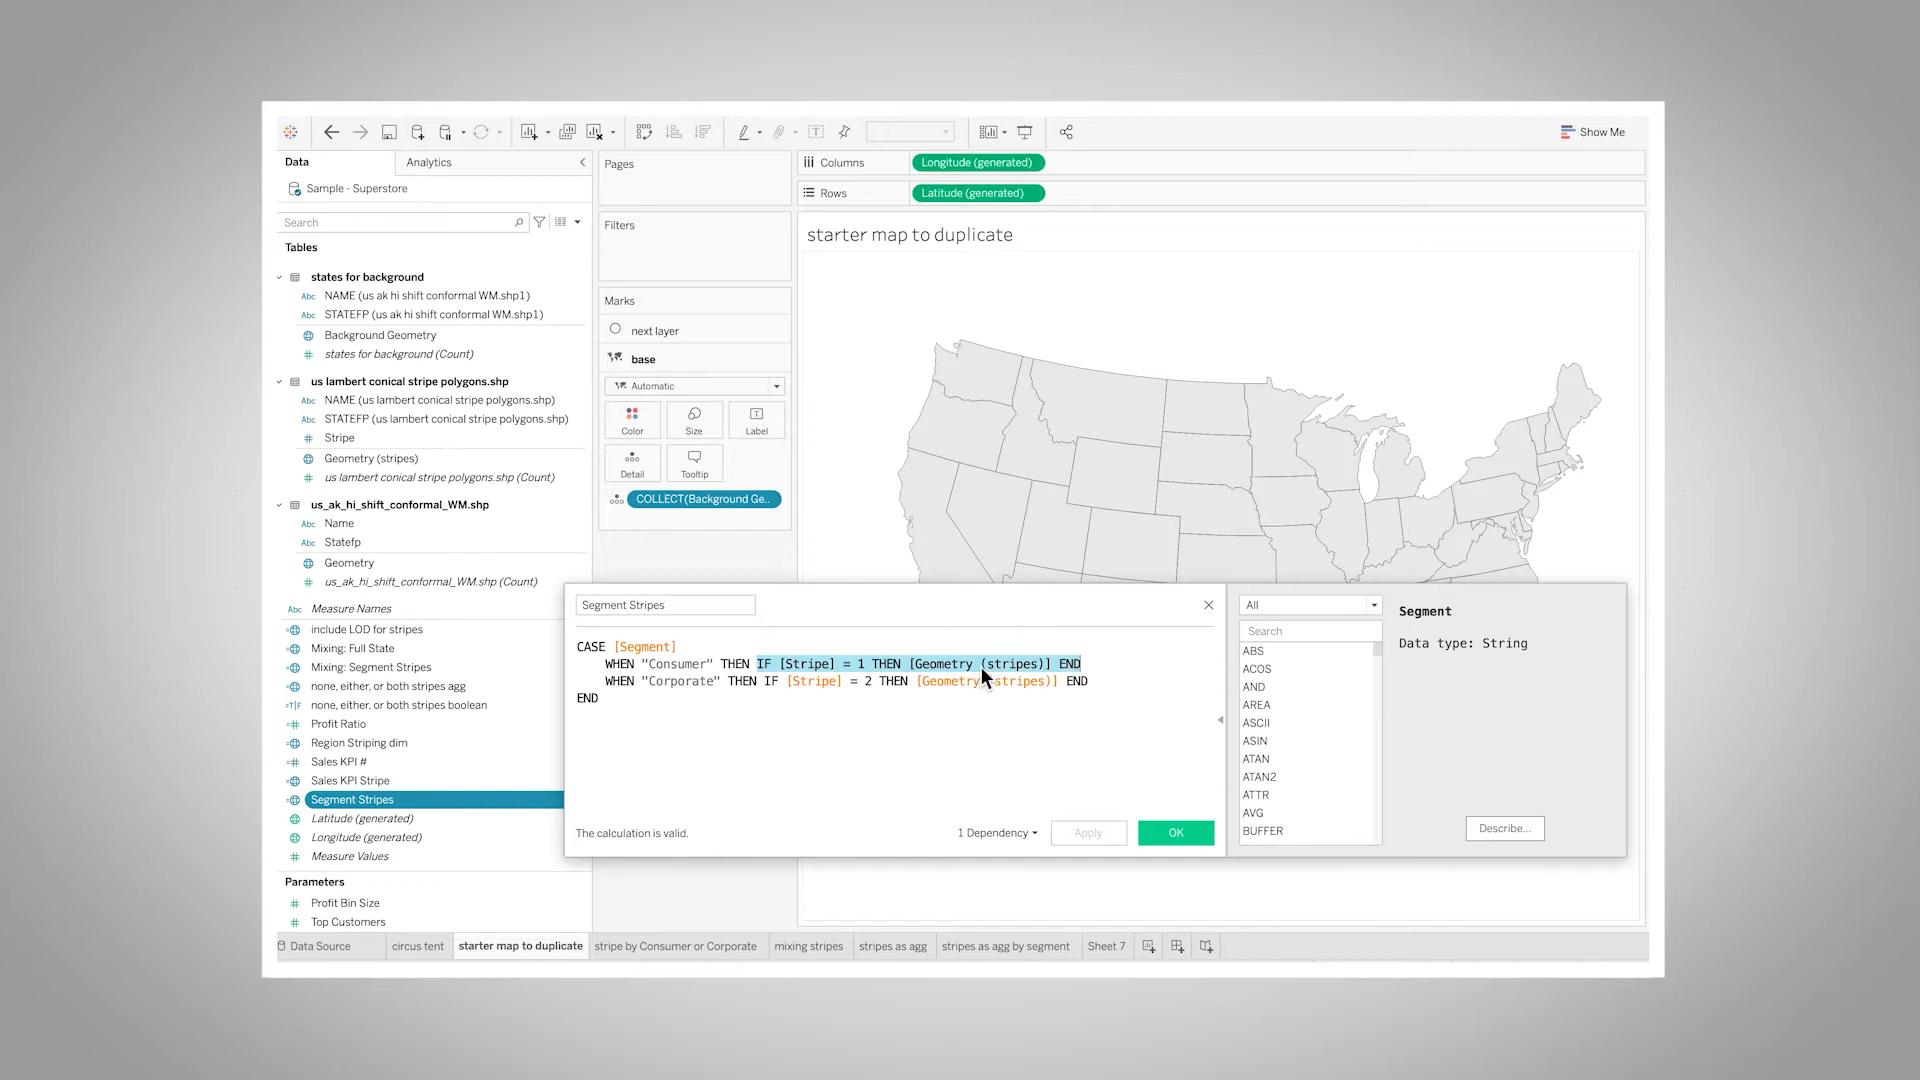 Show Me
Data
Analytics
Pages
Columns
Longitude (generated)
Sample - Superstore
Rows
Latitude (generated)
Search
Filters
starter map to duplicate
Tables
states for background
Abc NAME (us ak hi shift conformal WM.shp1)
Abc STATEFP (us ak hi shift conformal WM.shp1)
Background Geometry
states for background (Count)
us lambert conical stripe polygons.shp
Abc NAME (us lambert conical stripe polygons.shp)
Abc STATEFP (us lambert conical stripe polygons.shp)
Stripe
Geometry (stripes)
us lambert conical stripe polygons.shp (Count)
us_ak_hi_shift_conformal_WM.shp
Abc Name
Abc Statefp
Geometry
us_ak_hi_shift_conformal_WM.shp (Count)
Abc Measure Names
include LOD for stripes
Mixing: Full State
Mixing: Segment Stripes
none, either, or both stripes agg
none, either, or both stripes boolean
Profit Ratio
Region Striping dim
Sales KPI #
Sales KPI Stripe
Segment Stripes
Latitude (generated)
Longitude (generated)
Measure Values
Parameters
Profit Bin Size
Top Customers
Marks
next layer
base
Automatic
Color
Size
Label
Detail
Tooltip
COLLECT(Background Ge..
Segment Stripes
CASE [Segment]
WHEN "Consumer" THEN IF [Stripe] = 1 THEN [Geometry (stripes)] END
WHEN "Corporate" THEN IF [Stripe] = 2 THEN [Geometry (stripes)] END
END
The calculation is valid.
1 Dependency
Apply
OK
All
Search
ABS
ACOS
AND
AREA
ASCII
ASIN
ATAN
ATAN2
ATTR
AVG
BUFFER
Segment
Data type: String
Describe...
Data Source
circus tent
starter map to duplicate
stripe by Consumer or Corporate
mixing stripes
stripes as agg
stripes as agg by segment
Sheet 7